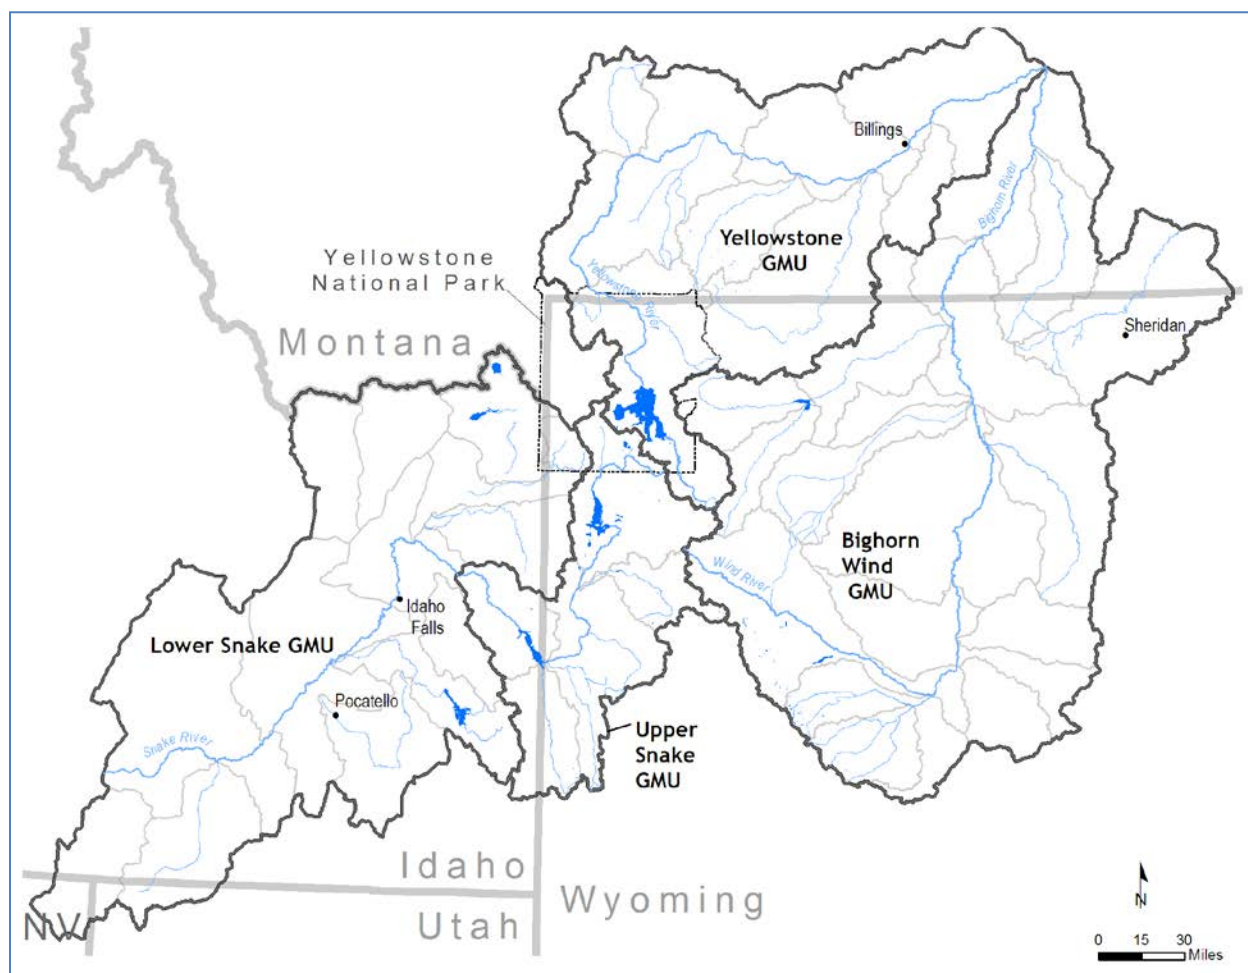 Billings
Bighorn River
Yellowstone
GMU
Yellowstone
National Park
Yellowstone River
Montana
Sheridan
Bighorn
Wind
GMU
Wind River
Idaho
Falls
Lower Snake GMU
Pocatello
Snake River
Upper
Snake
GMU
Idaho
Wyoming
Utah
NV
N
0 15 30
Miles